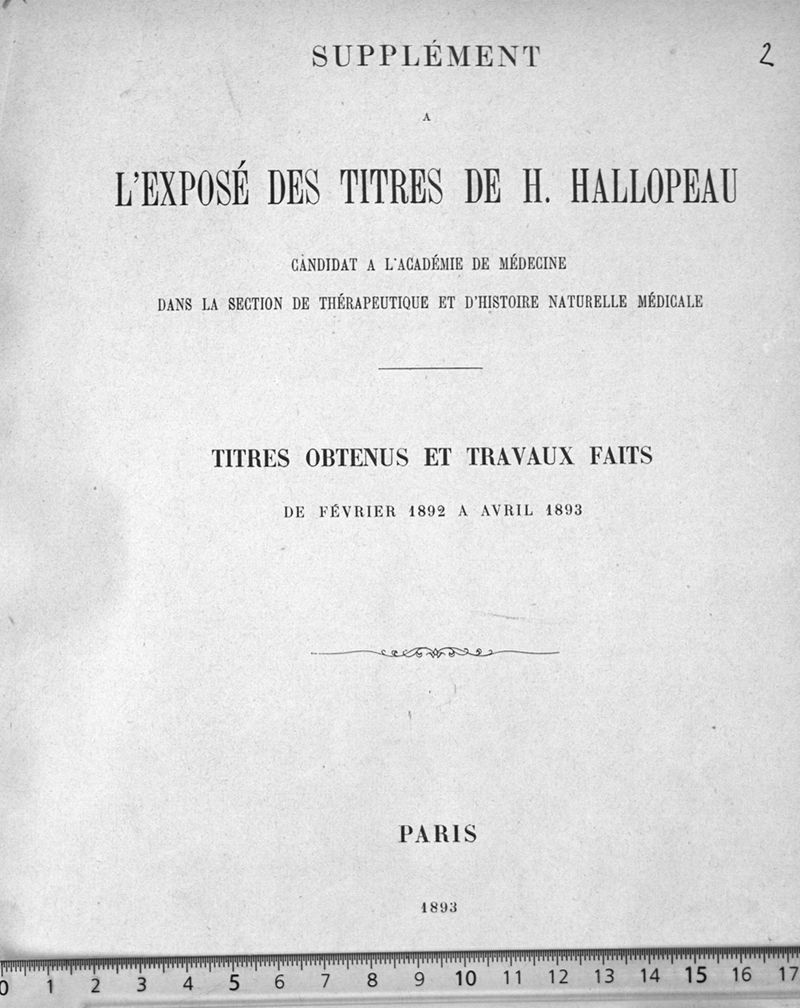 SUPPLÉMENT
2
A
L'EXPOSÉ DES TITRES DE H. HALLOPEAU
CANDIDAT A L'ACADÉMIE DE MÉDECINE
DANS LA SECTION DE THÉRAPEUTIQUE ET D'HISTOIRE NATURELLE MÉDICALE
TITRES OBTENUS ET TRAVAUX FAITS
DE FÉVRIER 1892 A AVRIL 1893
PARIS
1893
0 1 2 3 4 5 6 7 8 9 10 11 12 13 14 15 16 17